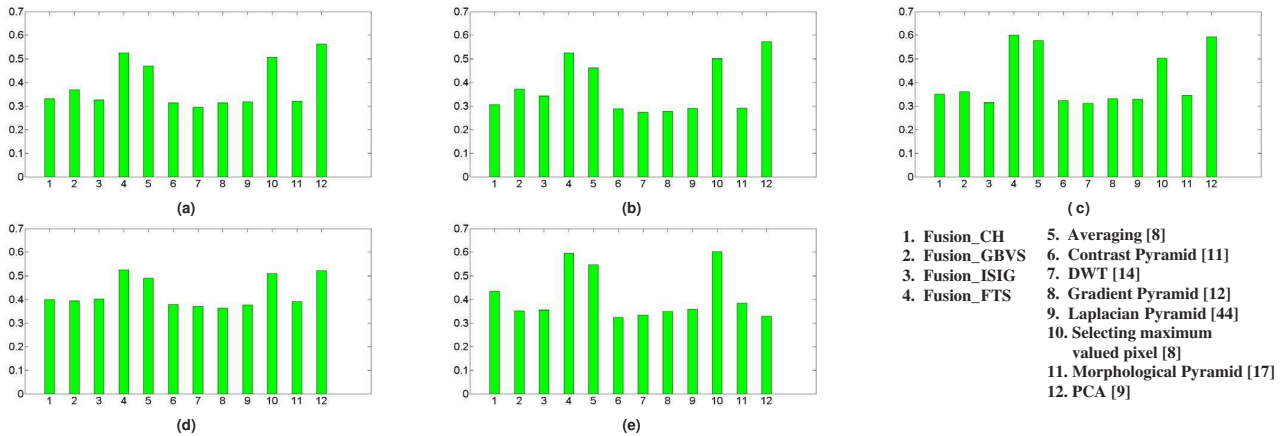 0.7
0.6
0.5
0.4
0.3
0.2
0.1
0
1 2 3 4 5 6 7 8 9 10 11 12
(a)
0.7
0.6
0.5
0.4
0.3
0.2
0.1
0
1 2 3 4 5 6 7 8 9 10 11 12
(b)
0.7
0.6
0.5
0.4
0.3
0.2
0.1
0
1 2 3 4 5 6 7 8 9 10 11 12
( c)
0.7
0.6
0.5
0.4
0.3
0.2
0.1
0
1 2 3 4 5 6 7 8 9 10 11 12
(d)
0.7
0.6
0.5
0.4
0.3
0.2
0.1
0
1 2 3 4 5 6 7 8 9 10 11 12
(e)
1. Fusion_CH
2. Fusion_GBVS
3. Fusion_ISIG
4. Fusion_FTS
5. Averaging [8]
6. Contrast Pyramid [11]
7. DWT [14]
8. Gradient Pyramid [12]
9. Laplacian Pyramid [44]
10. Selecting maximum
valued pixel [8]
11. Morphological Pyramid [17]
12. PCA [9]